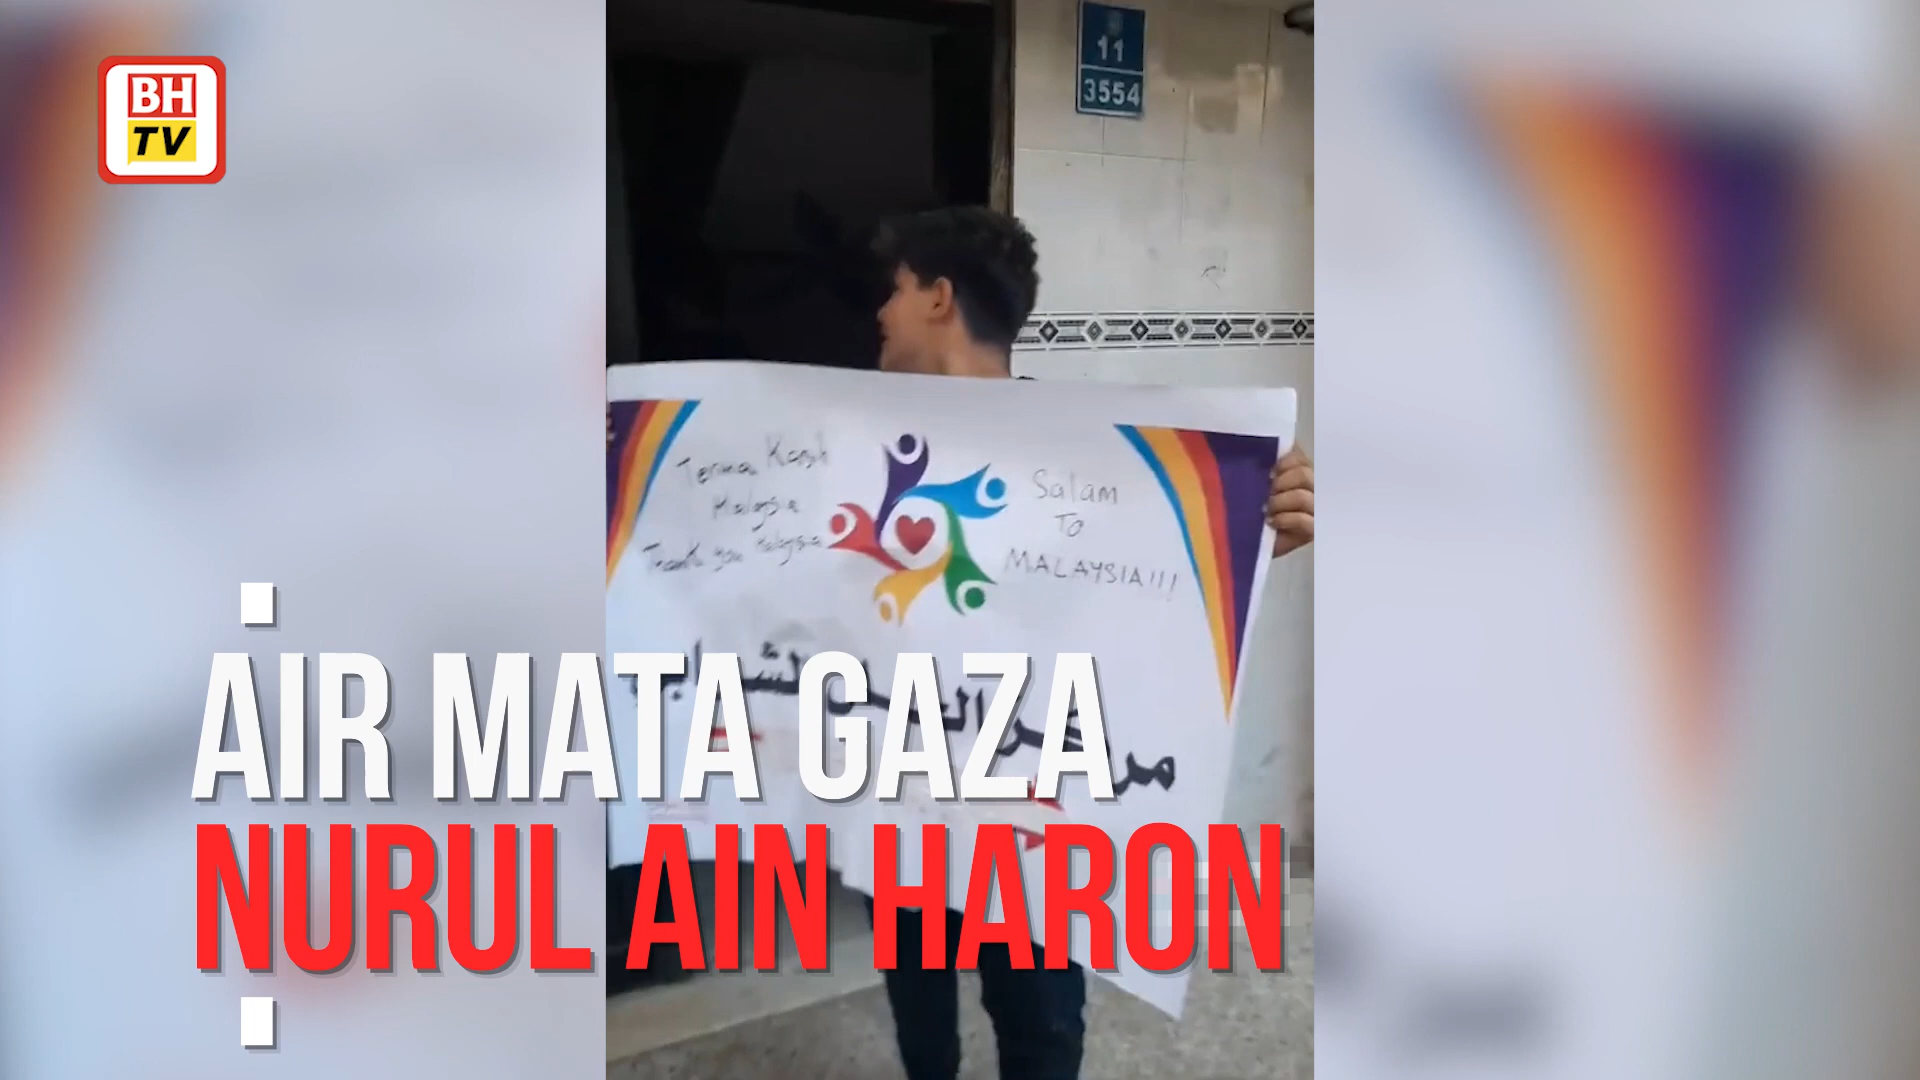 BH
TV
11
3554
Terima Kasih
Malaysia
Thank you Malaysia
Salam
TO
MALAYSIA!!!
AIR MATA GAZA
NURUL AIN HARON